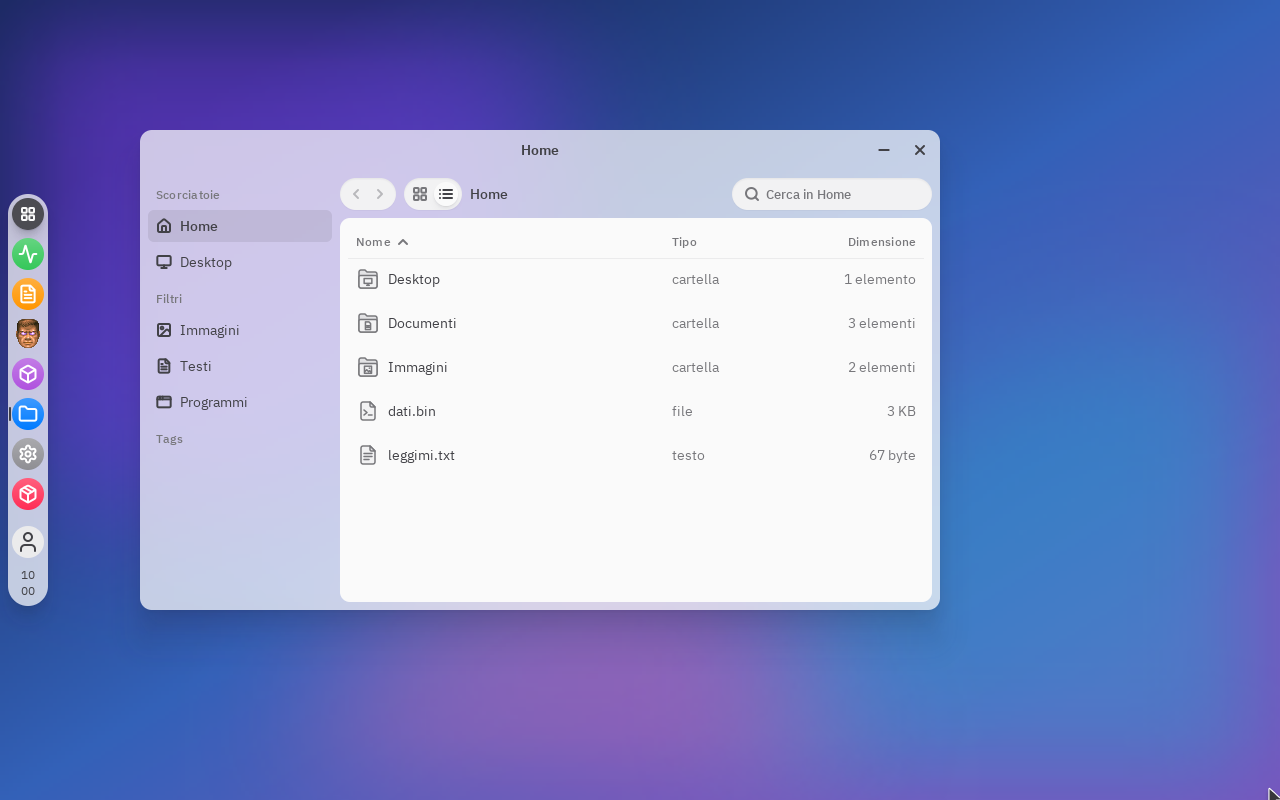 Home
Scorciatoie
Home
Desktop
Filtri
Immagini
Testi
Programmi
Tags
Home
Cerca in Home
Nome Tipo Dimensione
Desktop cartella 1 elemento
Documenti cartella 3 elementi
Immagini cartella 2 elementi
dati.bin file 3 KB
leggimi.txt testo 67 byte
10
00